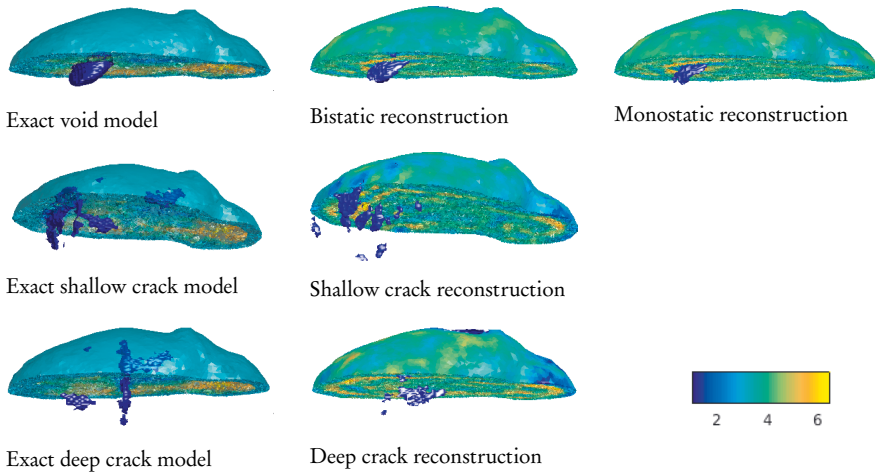 Exact void model
Bistatic reconstruction
Monostatic reconstruction
Exact shallow crack model
Shallow crack reconstruction
2 4 6
Exact deep crack model
Deep crack reconstruction